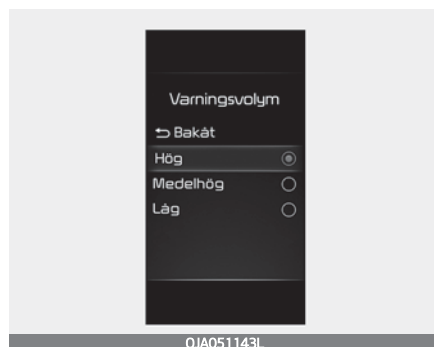 Varningsvolym
Bakåt
Hög
Medelhög
Låg
OJA051143L